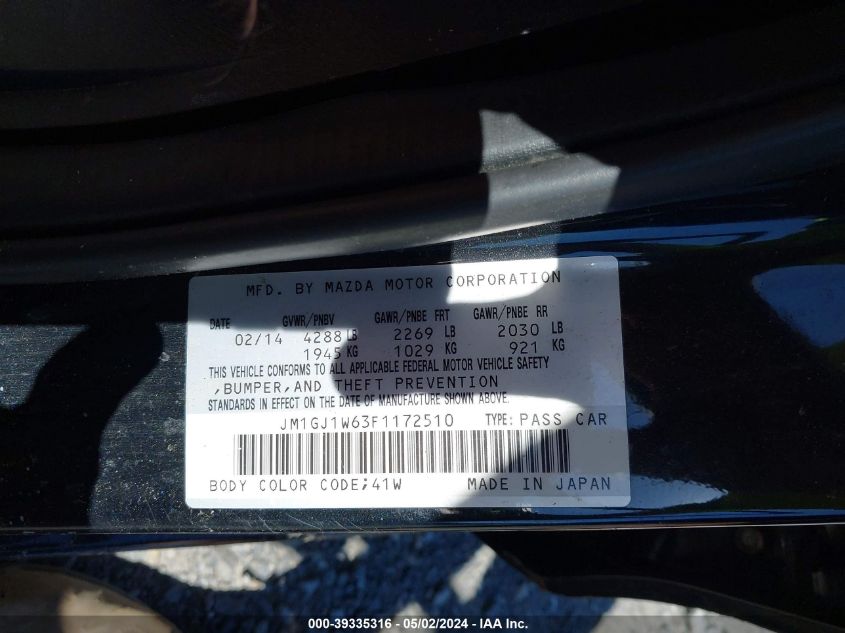 MFD. BY MAZDA MOTOR CORPORATION
DATE GVWR/PNBV GAWR/PNBE FRT GAWR/PNBE RR
02/14 4288 LB 2269 LB 2030 LB
1945 KG 1029 KG 921 KG
THIS VEHICLE CONFORMS TO ALL APPLICABLE FEDERAL MOTOR VEHICLE SAFETY
,BUMPER,AND THEFT PREVENTION
STANDARDS IN EFFECT ON THE DATE OF MANUFACTURE SHOWN ABOVE.
JM1GJ1W63F1172510 TYPE: PASS CAR
BODY COLOR CODE;41W MADE IN JAPAN
000-39335316 - 05/02/2024 - IAA Inc.